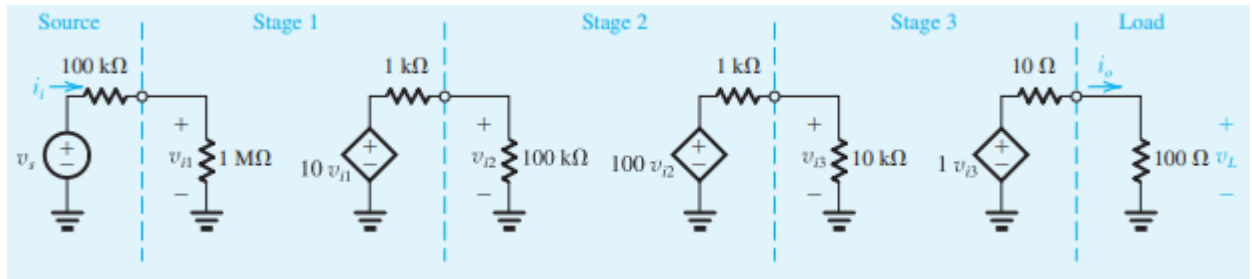 Source Stage 1 Stage 2 Stage 3 Load
100 kΩ 1 kΩ 1 kΩ 10 Ω i_o
i_i
+ + + +
v_s + − v_i1 1 MΩ 10 v_i1 + − v_i2 100 kΩ 100 v_i2 + − v_i3 10 kΩ 1 v_i3 + − 100 Ω v_L
− − − −